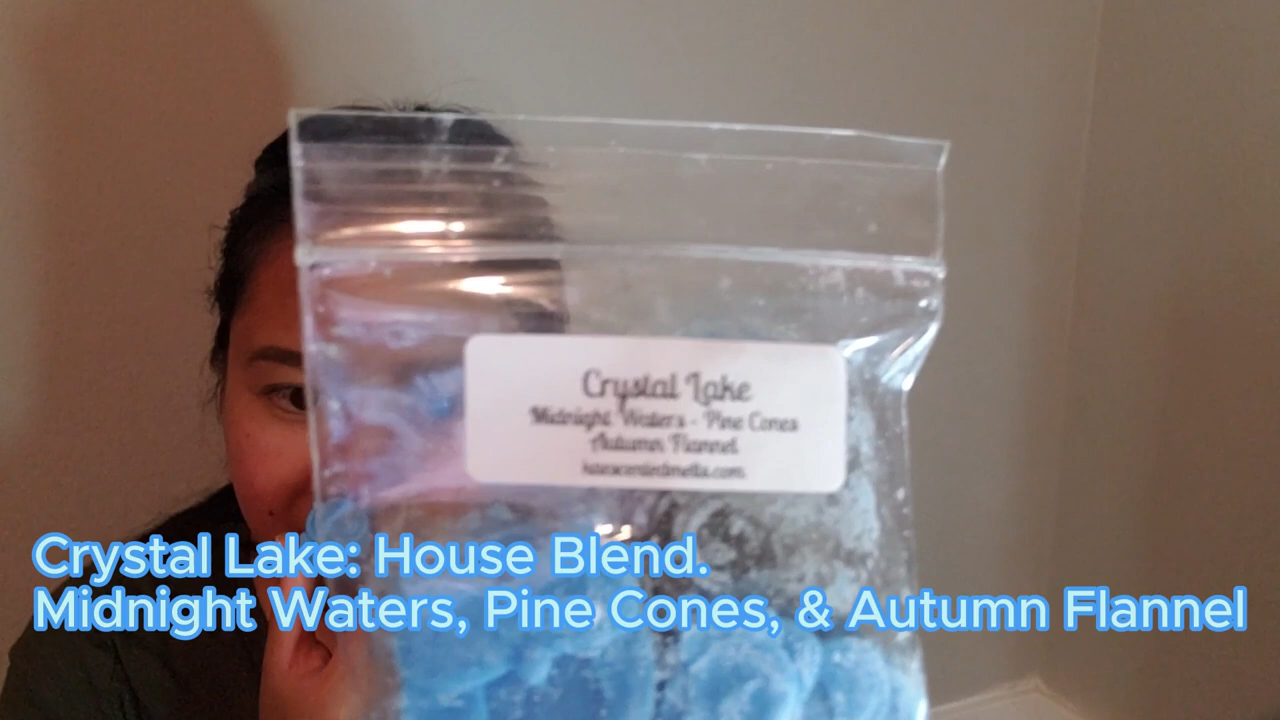 Crystal Lake
Midnight Waters - Pine Cones
Autumn Flannel
Crystal Lake: House Blend.
Midnight Waters, Pine Cones, & Autumn Flannel